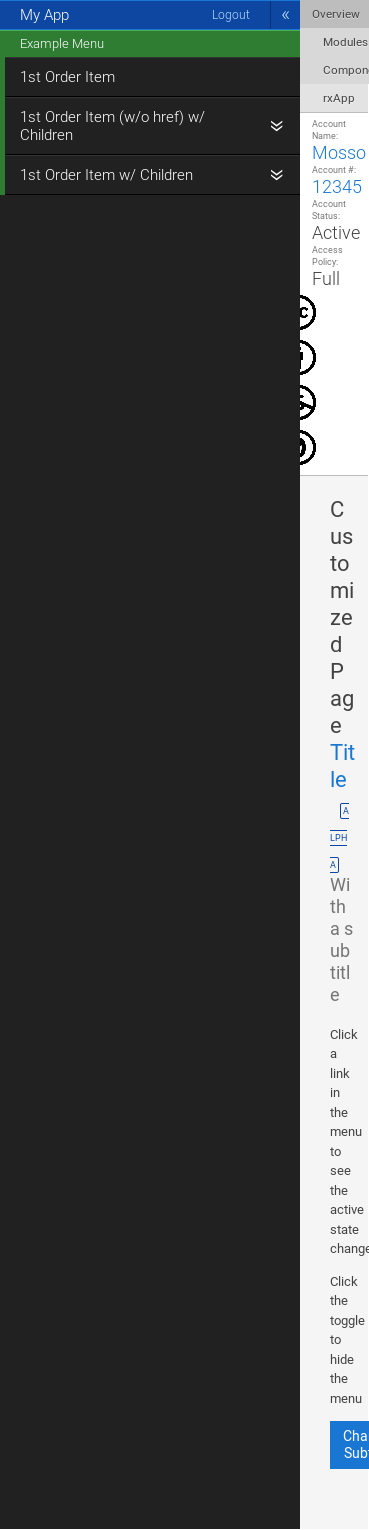 My App
Logout
«
Example Menu
1st Order Item
1st Order Item (w/o href) w/
Children
1st Order Item w/ Children
Overview
Modules
rxApp
Account
Name:
Mosso
Account #:
12345
Account
Status:
Active
Access
Policy:
Full
C
us
to
mi
ze
d
P
ag
e
Tit
le
A
LPH
A
Wi
th
a s
ub
titl
e
Click
a
link
in
the
menu
to
see
the
active
state
change
Click
the
toggle
to
hide
the
menu